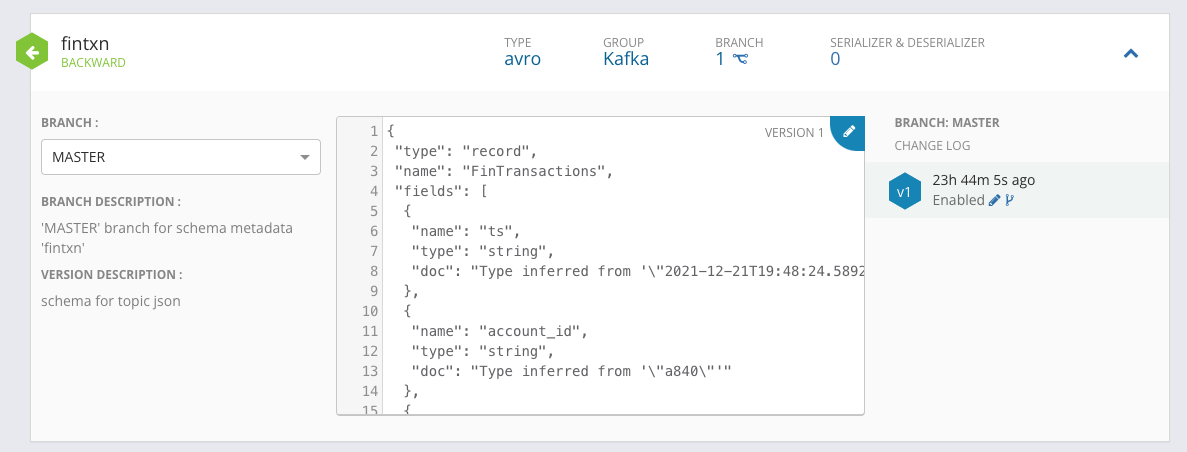 fintxn
BACKWARD
TYPE
avro
GROUP
Kafka
BRANCH
1
SERIALIZER & DESERIALIZER
0
BRANCH :
MASTER
BRANCH DESCRIPTION :
'MASTER' branch for schema metadata
'fintxn'
VERSION DESCRIPTION :
schema for topic json
VERSION 1
1 {
2 "type": "record",
3 "name": "FinTransactions",
4 "fields": [
5 {
6 "name": "ts",
7 "type": "string",
8 "doc": "Type inferred from '\"2021-12-21T19:48:24.5892
9 },
10 {
11 "name": "account_id",
12 "type": "string",
13 "doc": "Type inferred from '\"a840\"'"
14 },
15 {
BRANCH: MASTER
CHANGE LOG
v1
23h 44m 5s ago
Enabled